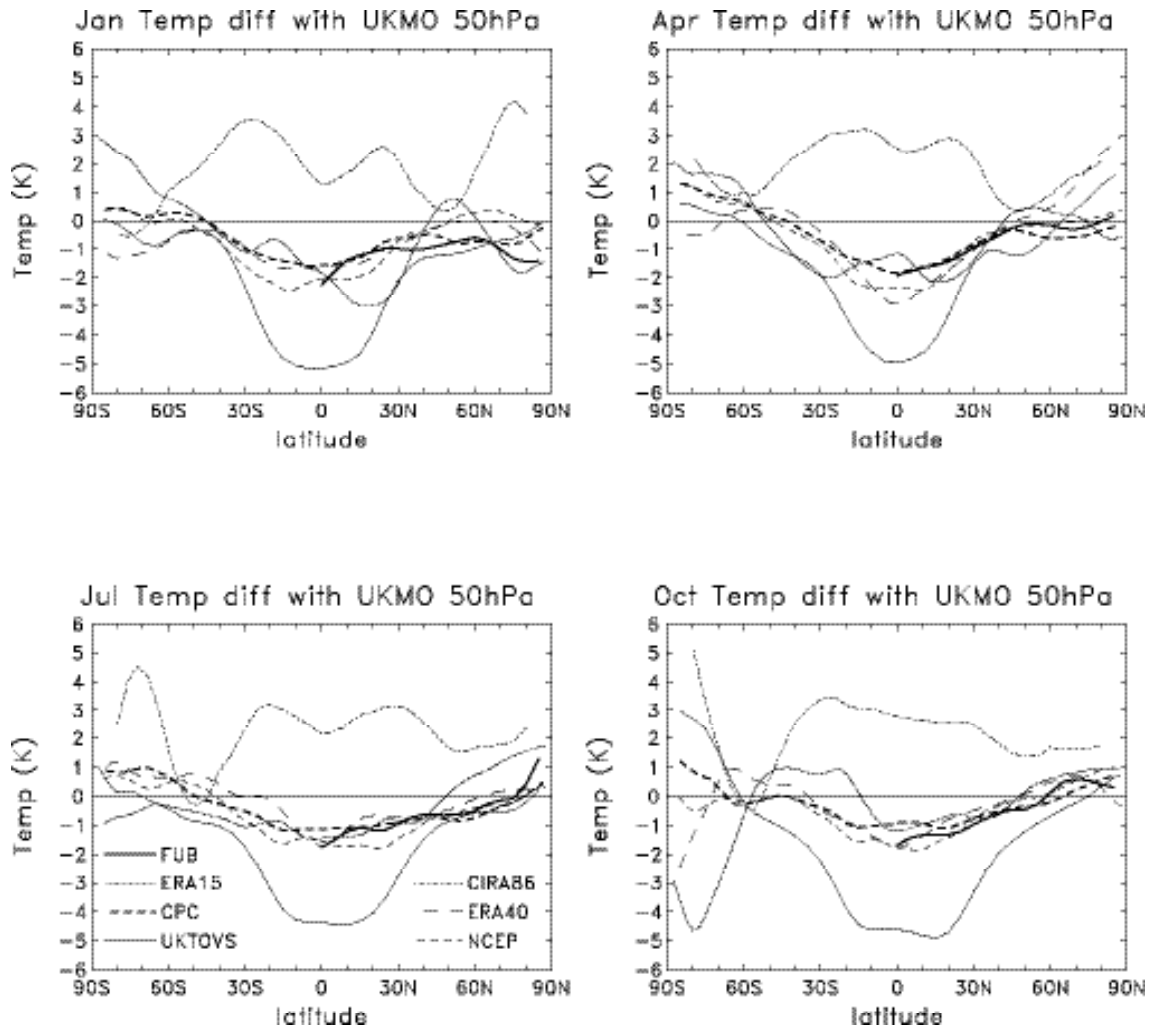 Jan Temp diff with UKMO 50hPa
6
5
4
3
2
1
0
-1
-2
-3
-4
-5
-6
Temp (K)
90S 60S 30S 0 30N 60N 90N
latitude
Apr Temp diff with UKMO 50hPa
6
5
4
3
2
1
0
-1
-2
-3
-4
-5
-6
Temp (K)
90S 60S 30S 0 30N 60N 90N
latitude
Jul Temp diff with UKMO 50hPa
6
5
4
3
2
1
0
-1
-2
-3
-4
-5
-6
Temp (K)
FUB
ERA15 CIRA86
CPC ERA40
UKTOVS NCEP
90S 60S 30S 0 30N 60N 90N
latitude
Oct Temp diff with UKMO 50hPa
6
5
4
3
2
1
0
-1
-2
-3
-4
-5
-6
Temp (K)
90S 60S 30S 0 30N 60N 90N
latitude